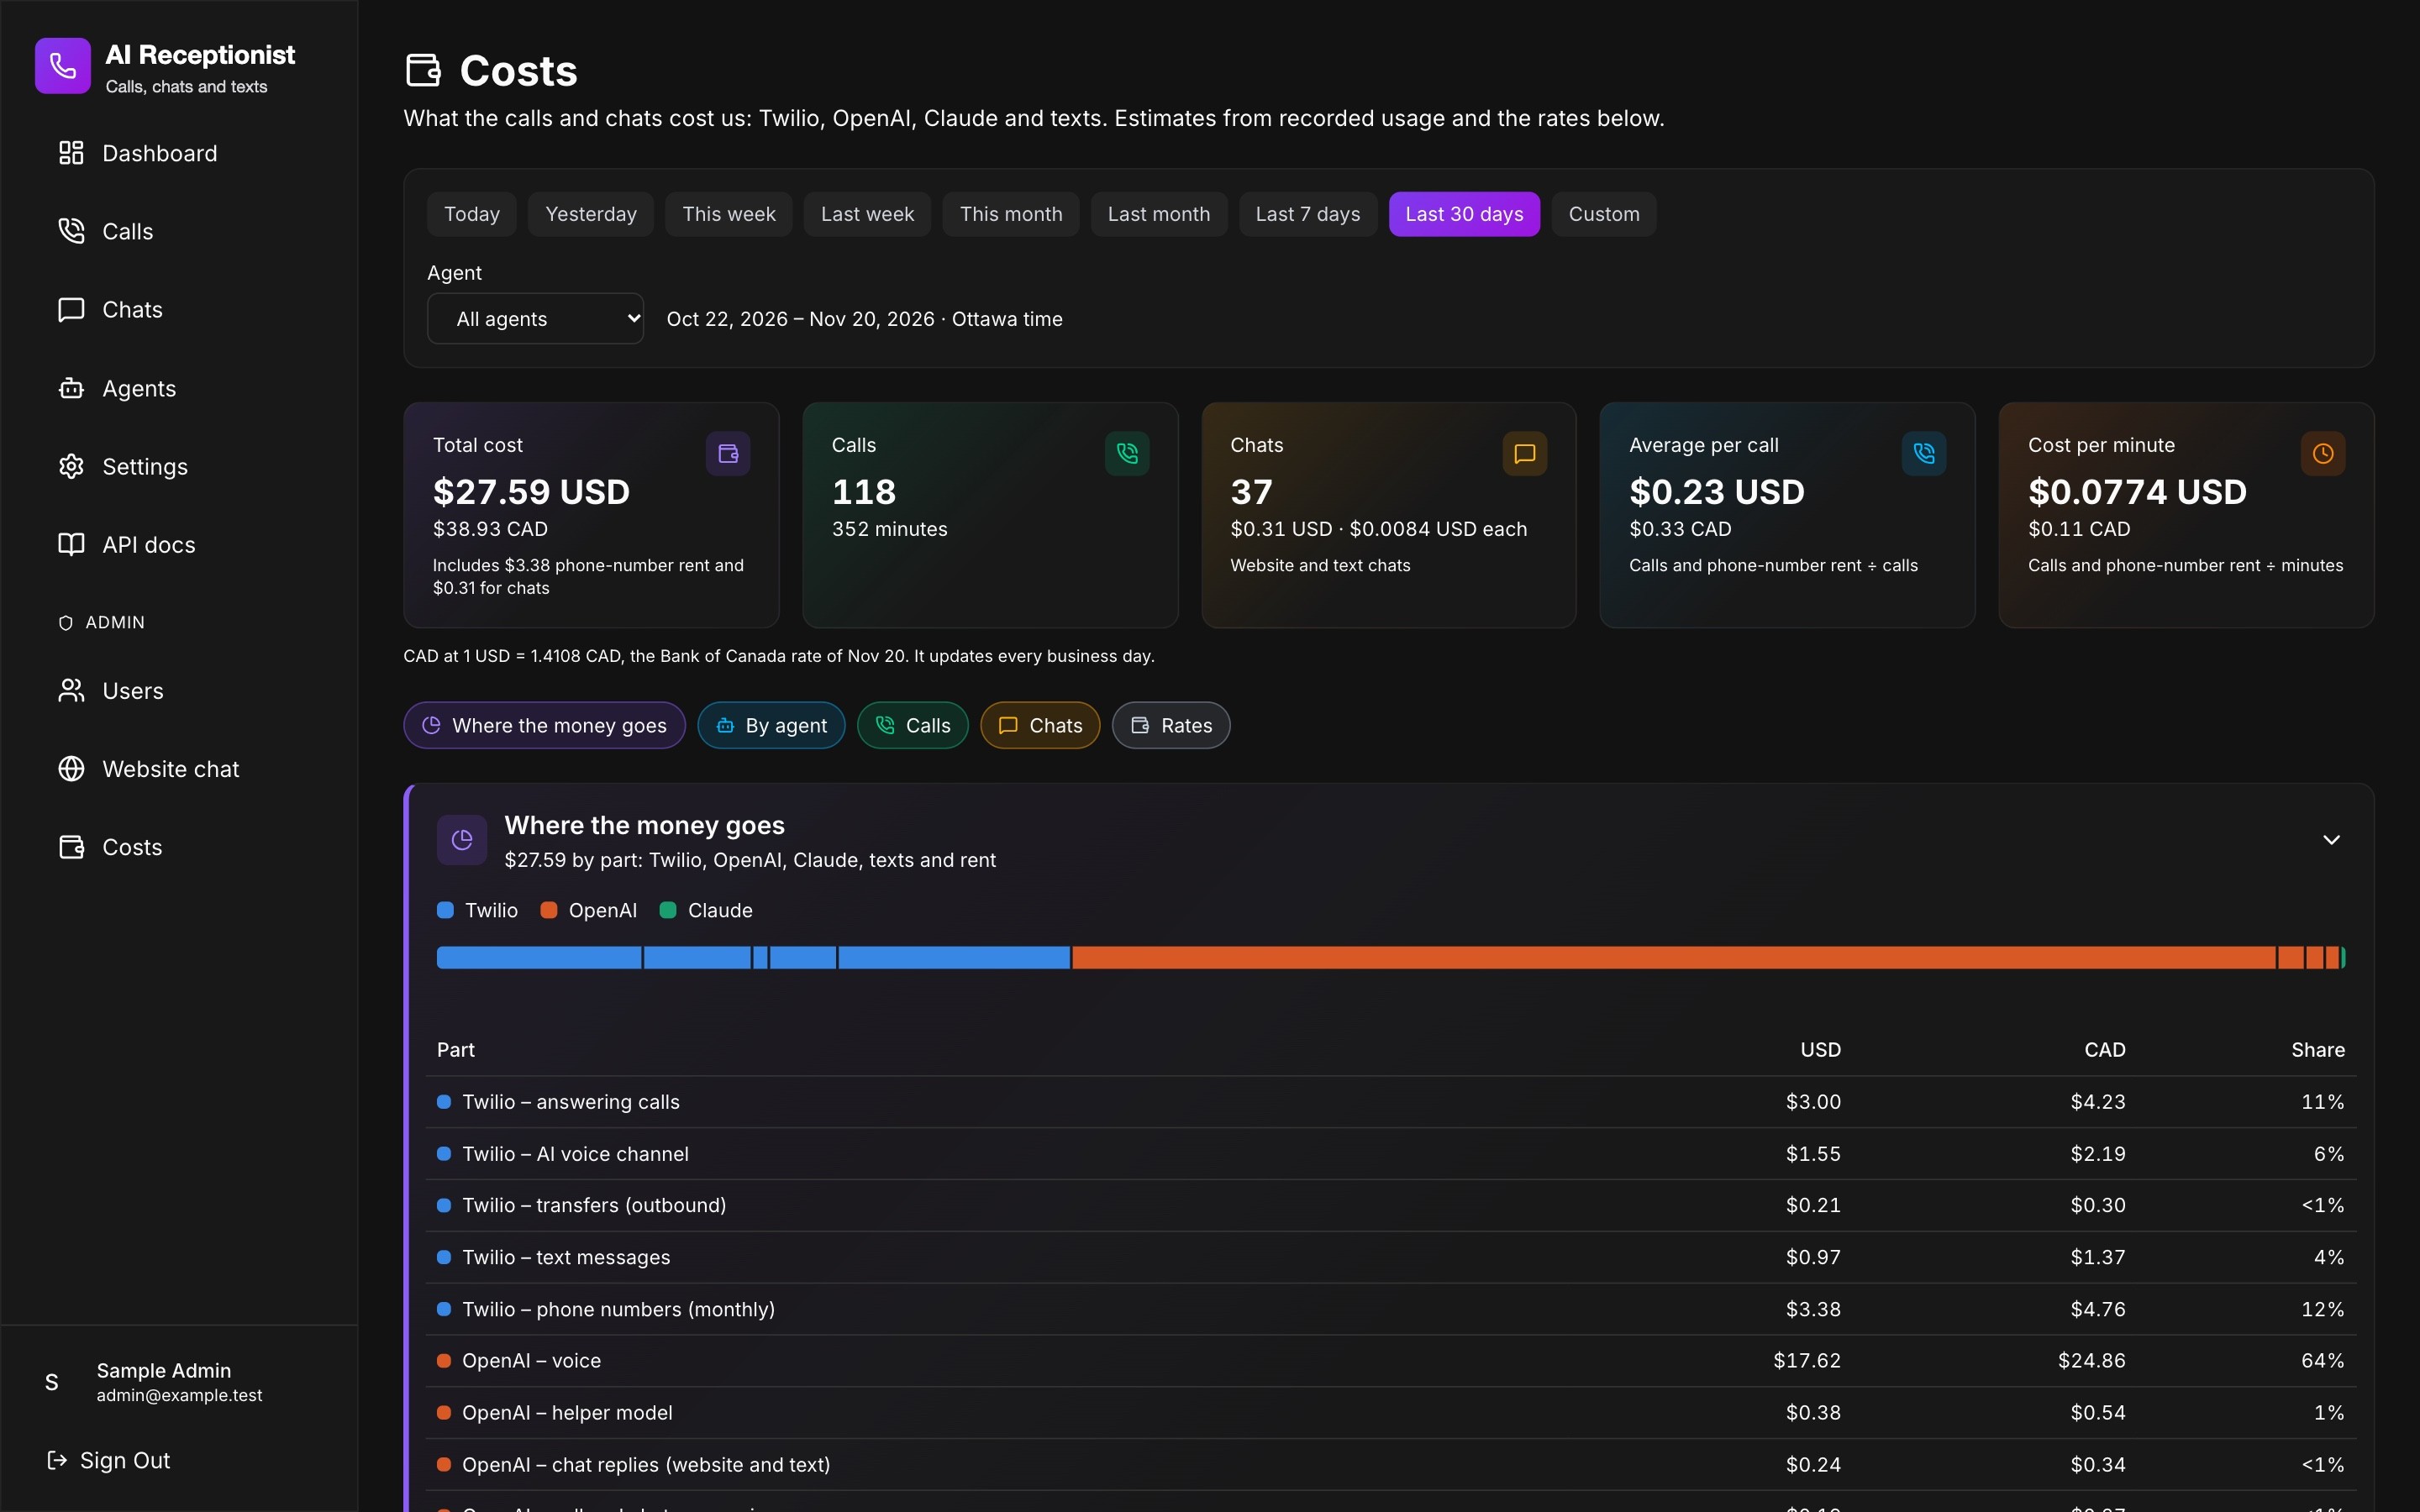 AI Receptionist
Calls, chats and texts
Dashboard
Calls
Chats
Agents
Settings
API docs
ADMIN
Users
Website chat
Costs
S
Sample Admin
admin@example.test
Sign Out
Costs
What the calls and chats cost us: Twilio, OpenAI, Claude and texts. Estimates from recorded usage and the rates below.
Today Yesterday This week Last week This month Last month Last 7 days Last 30 days Custom
Agent
All agents Oct 22, 2026 – Nov 20, 2026 · Ottawa time
Total cost
$27.59 USD
$38.93 CAD
Includes $3.38 phone-number rent and
$0.31 for chats
Calls
118
352 minutes
Chats
37
$0.31 USD · $0.0084 USD each
Website and text chats
Average per call
$0.23 USD
$0.33 CAD
Calls and phone-number rent ÷ calls
Cost per minute
$0.0774 USD
$0.11 CAD
Calls and phone-number rent ÷ minutes
CAD at 1 USD = 1.4108 CAD, the Bank of Canada rate of Nov 20. It updates every business day.
Where the money goes By agent Calls Chats Rates
Where the money goes
$27.59 by part: Twilio, OpenAI, Claude, texts and rent
Twilio OpenAI Claude
Part USD CAD Share
Twilio – answering calls $3.00 $4.23 11%
Twilio – AI voice channel $1.55 $2.19 6%
Twilio – transfers (outbound) $0.21 $0.30 <1%
Twilio – text messages $0.97 $1.37 4%
Twilio – phone numbers (monthly) $3.38 $4.76 12%
OpenAI – voice $17.62 $24.86 64%
OpenAI – helper model $0.38 $0.54 1%
OpenAI – chat replies (website and text) $0.24 $0.34 <1%